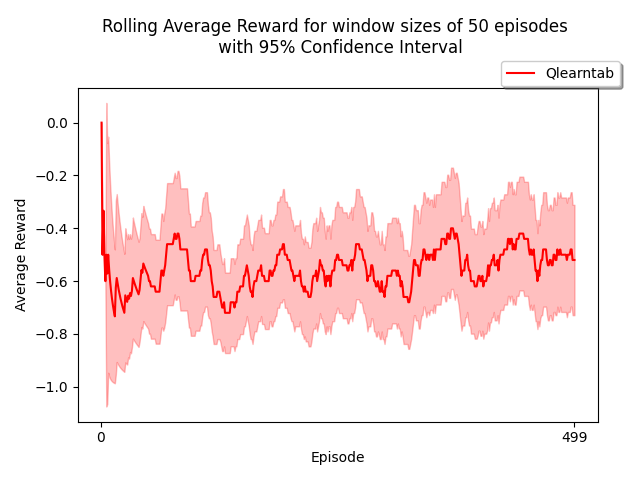 Rolling Average Reward for window sizes of 50 episodes
with 95% Confidence Interval
Qlearntab
0.0
−0.2
−0.4
−0.6
−0.8
−1.0
Average Reward
0
499
Episode